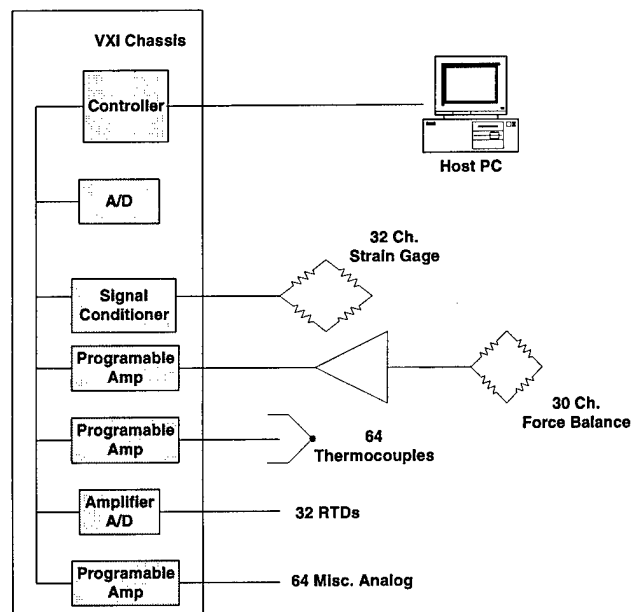 VXI Chassis
Controller
Host PC
A/D
32 Ch.
Strain Gage
Signal
Conditioner
Programable
Amp
30 Ch.
Force Balance
Programable
Amp
64
Thermocouples
Amplifier
A/D
32 RTDs
Programable
Amp
64 Misc. Analog